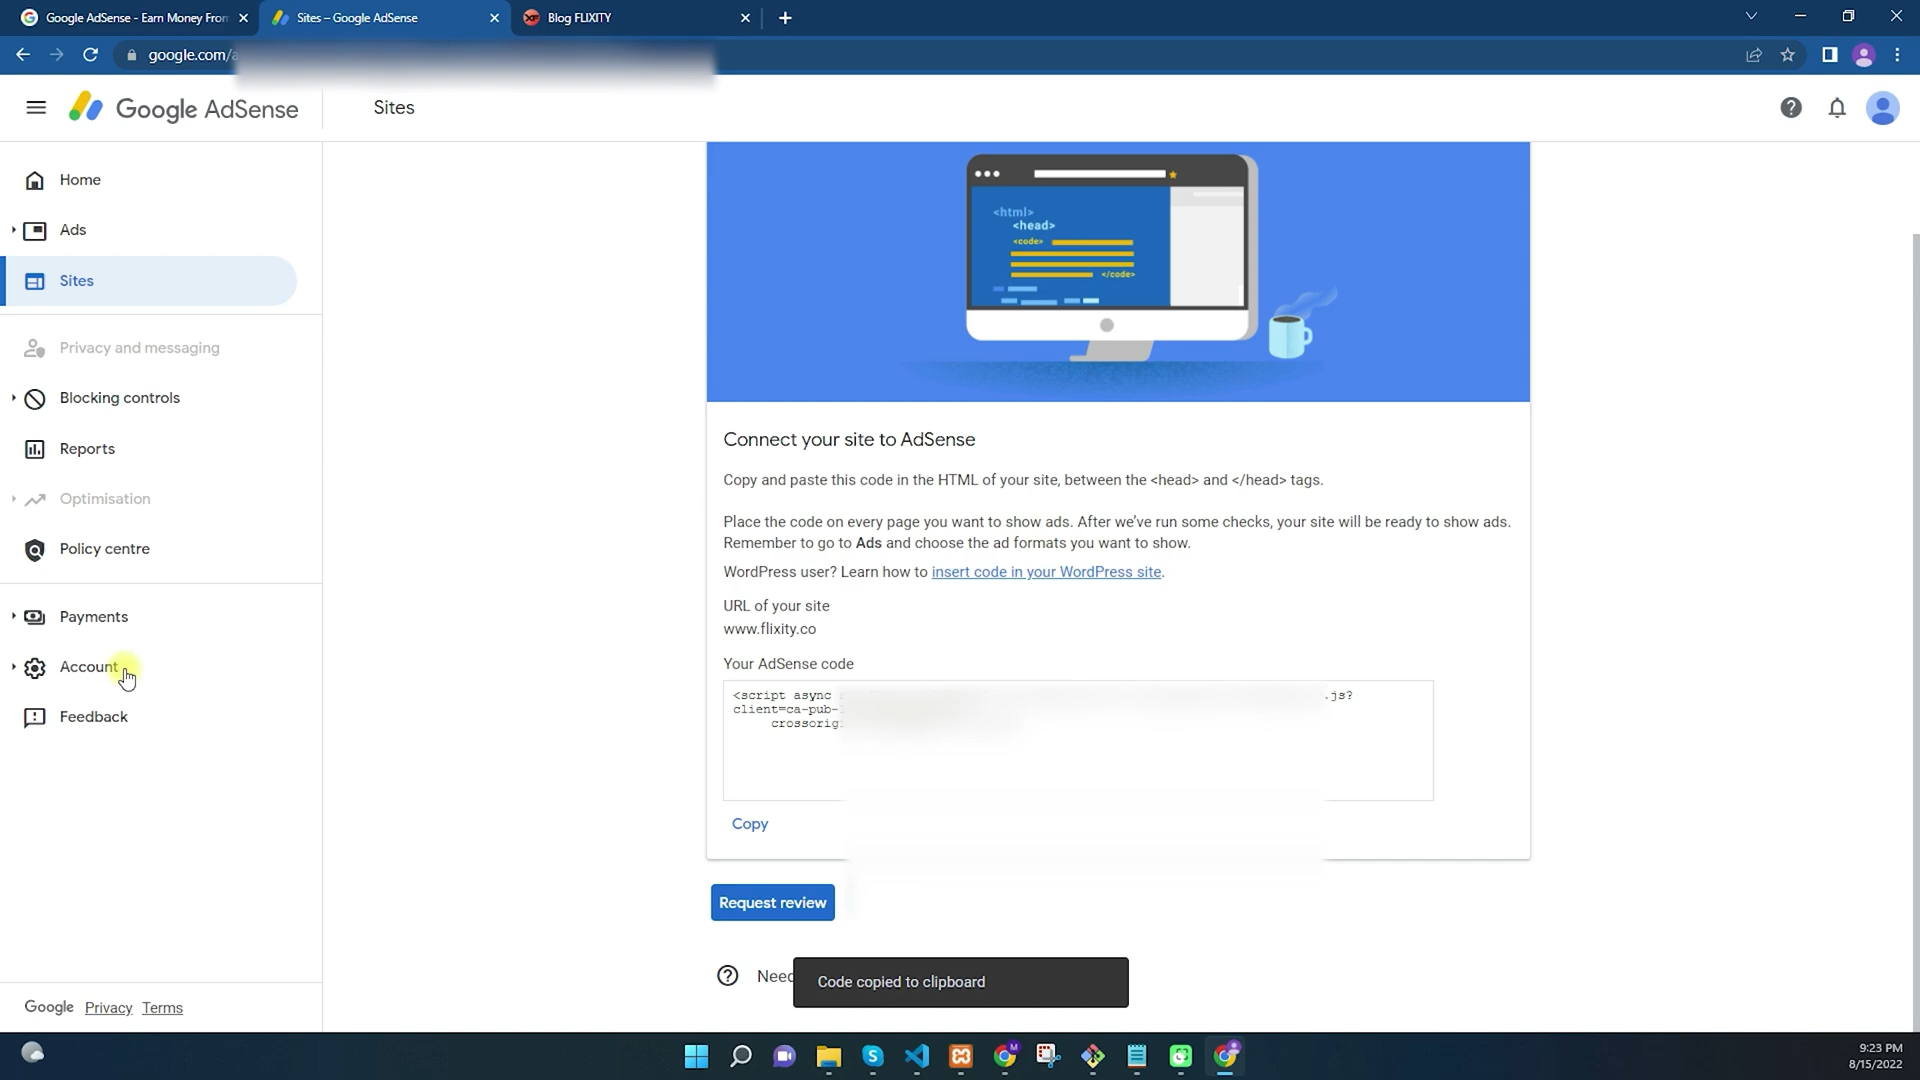 Google AdSense - Earn Money From
Sites – Google AdSense
Blog FLIXITY
google.com/a
Google AdSense
Sites
Home
Ads
Sites
Privacy and messaging
Blocking controls
Reports
Optimisation
Policy centre
Payments
Account
Feedback
Google Privacy Terms
<html>
<head>
<code>
</code>
Connect your site to AdSense
Copy and paste this code in the HTML of your site, between the <head> and </head> tags.
Place the code on every page you want to show ads. After we've run some checks, your site will be ready to show ads.
Remember to go to Ads and choose the ad formats you want to show.
WordPress user? Learn how to insert code in your WordPress site.
URL of your site
www.flixity.co
Your AdSense code
<script async .js?
client=ca-pub-
crossorig
Copy
Request review
Need
Code copied to clipboard
9:23 PM
8/15/2022